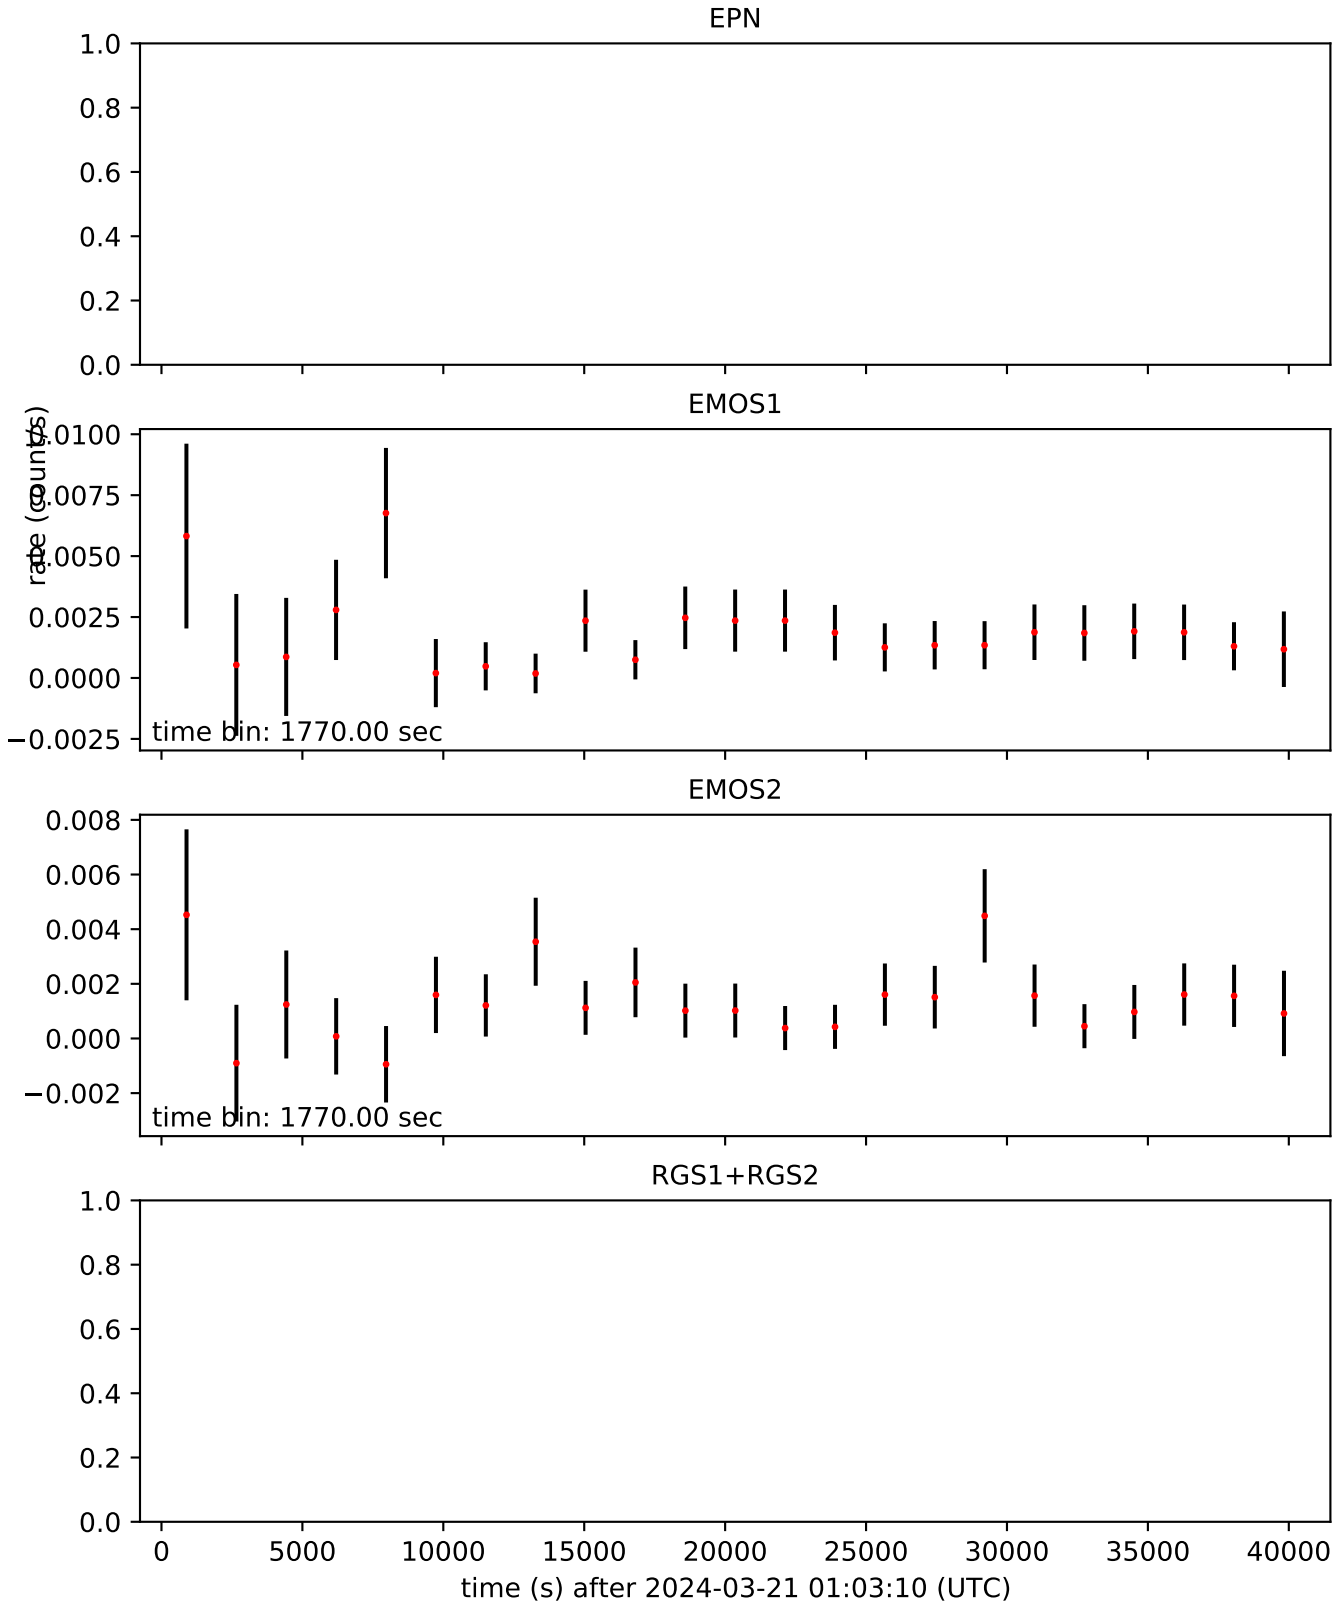 EPN
1.0
0.8
0.6
0.4
0.2
0.0
EMOS1
rate (count/s)
0.0100
0.0075
0.0050
0.0025
0.0000
−0.0025
time bin: 1770.00 sec
EMOS2
0.008
0.006
0.004
0.002
0.000
−0.002
time bin: 1770.00 sec
RGS1+RGS2
1.0
0.8
0.6
0.4
0.2
0.0
0 5000 10000 15000 20000 25000 30000 35000 40000
time (s) after 2024-03-21 01:03:10 (UTC)